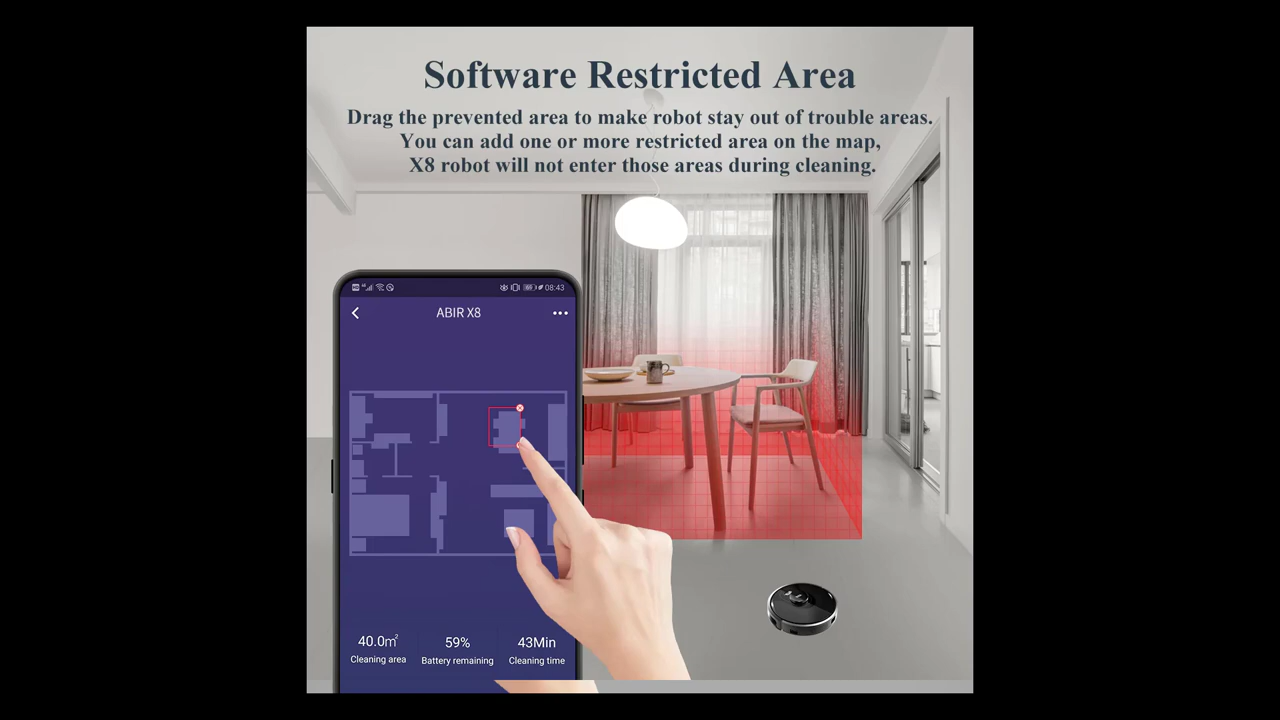 Software Restricted Area
Drag the prevented area to make robot stay out of trouble areas.
You can add one or more restricted area on the map,
X8 robot will not enter those areas during cleaning.
08:43
ABIR X8
40.0㎡ 59% 43Min
Cleaning area Battery remaining Cleaning time